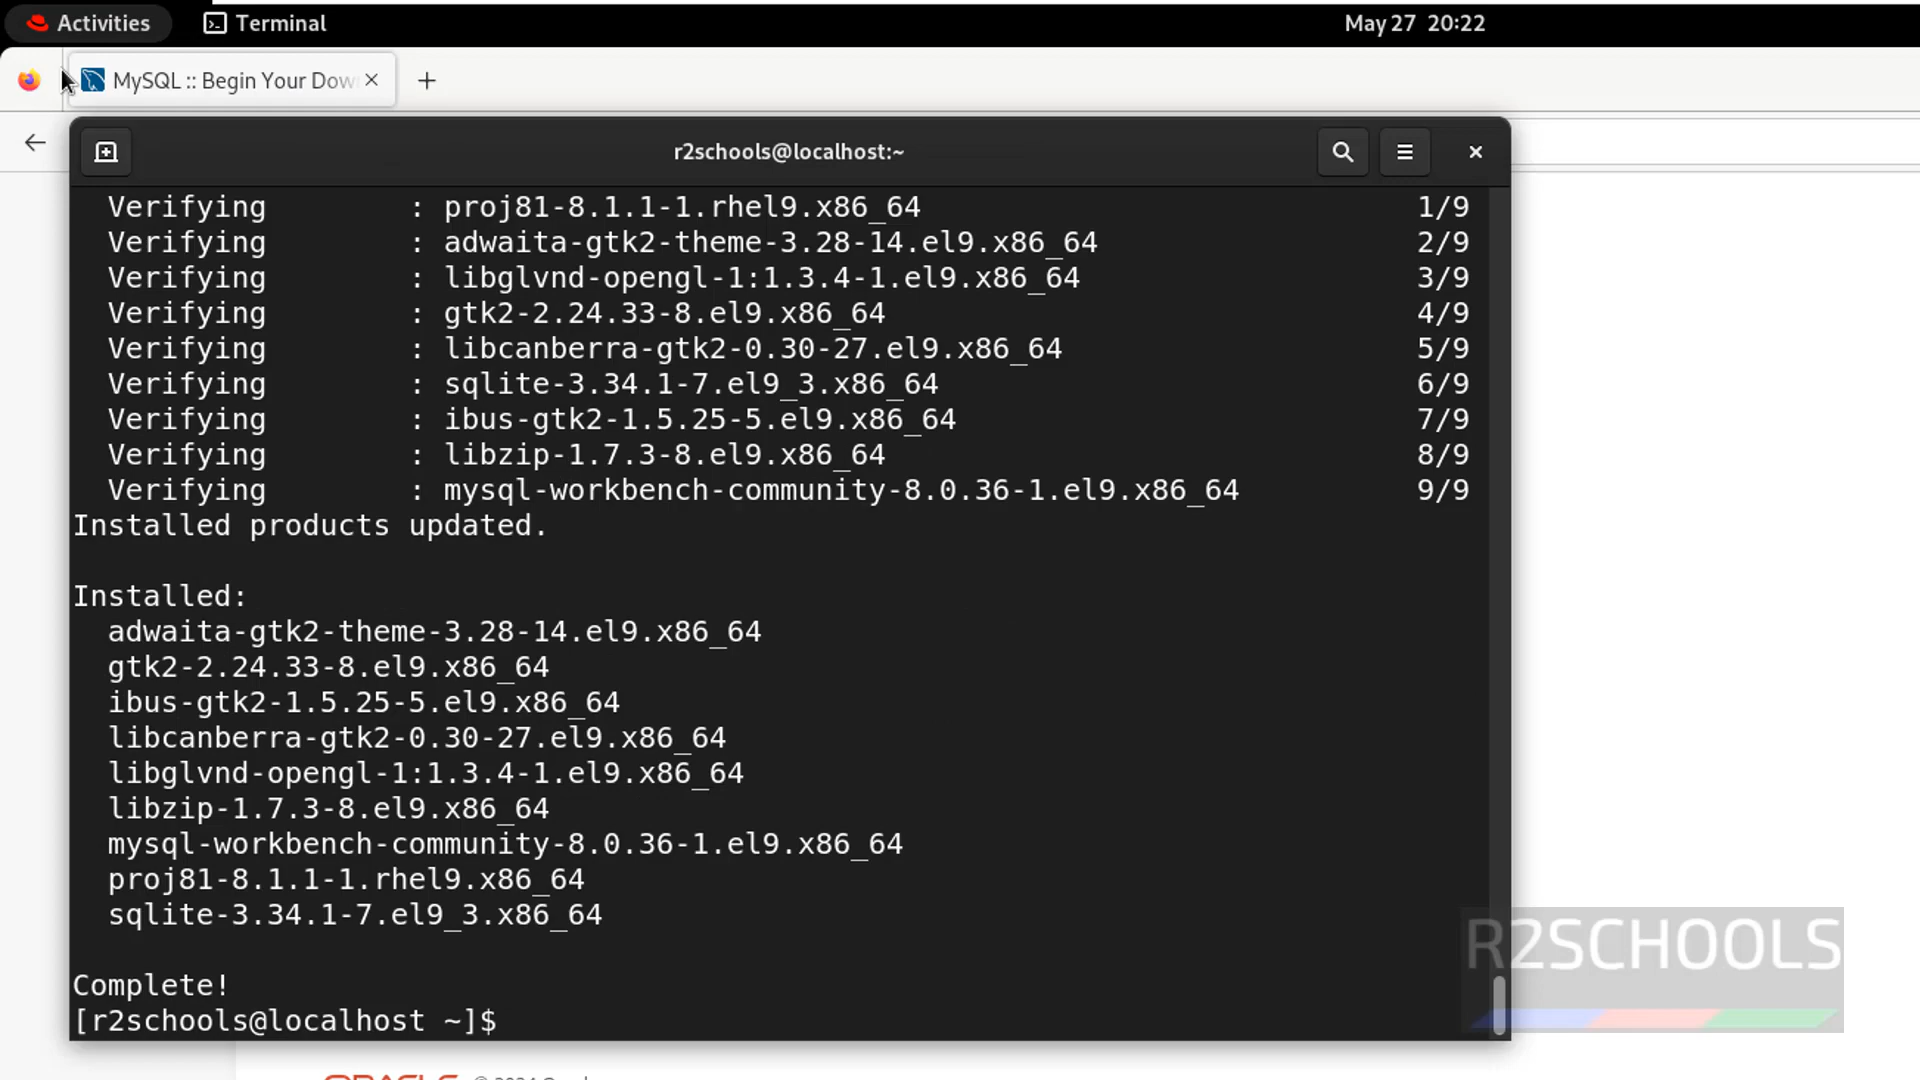 Activities Terminal May 27 20:22
MySQL :: Begin Your Dow
r2schools@localhost:~
Verifying : proj81-8.1.1-1.rhel9.x86_64 1/9
Verifying : adwaita-gtk2-theme-3.28-14.el9.x86_64 2/9
Verifying : libglvnd-opengl-1:1.3.4-1.el9.x86_64 3/9
Verifying : gtk2-2.24.33-8.el9.x86_64 4/9
Verifying : libcanberra-gtk2-0.30-27.el9.x86_64 5/9
Verifying : sqlite-3.34.1-7.el9_3.x86_64 6/9
Verifying : ibus-gtk2-1.5.25-5.el9.x86_64 7/9
Verifying : libzip-1.7.3-8.el9.x86_64 8/9
Verifying : mysql-workbench-community-8.0.36-1.el9.x86_64 9/9
Installed products updated.
Installed:
adwaita-gtk2-theme-3.28-14.el9.x86_64
gtk2-2.24.33-8.el9.x86_64
ibus-gtk2-1.5.25-5.el9.x86_64
libcanberra-gtk2-0.30-27.el9.x86_64
libglvnd-opengl-1:1.3.4-1.el9.x86_64
libzip-1.7.3-8.el9.x86_64
mysql-workbench-community-8.0.36-1.el9.x86_64
proj81-8.1.1-1.rhel9.x86_64
sqlite-3.34.1-7.el9_3.x86_64
Complete!
[r2schools@localhost ~]$
R2SCHOOLS
ORACLE © 2024